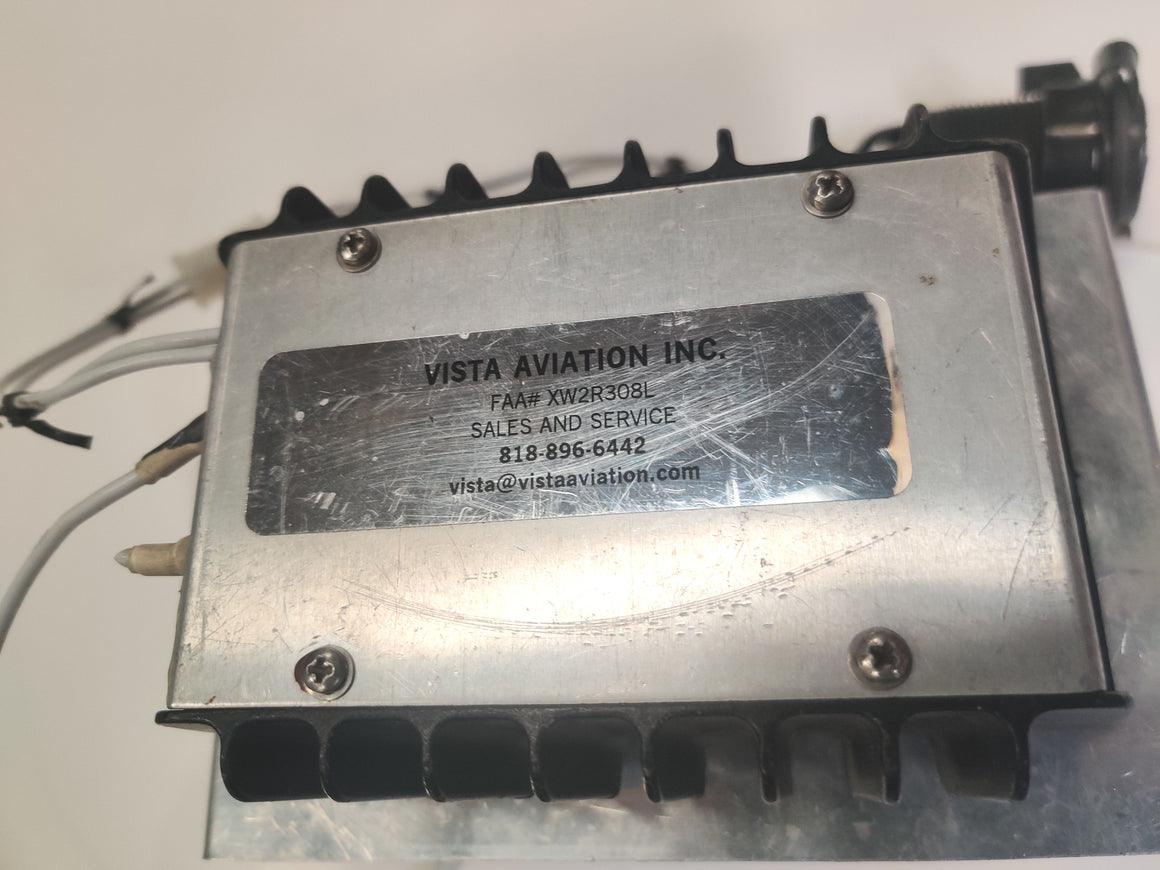 VISTA AVIATION INC.
FAA# XW2R308L
SALES AND SERVICE
818-896-6442
vista@vistaaviation.com